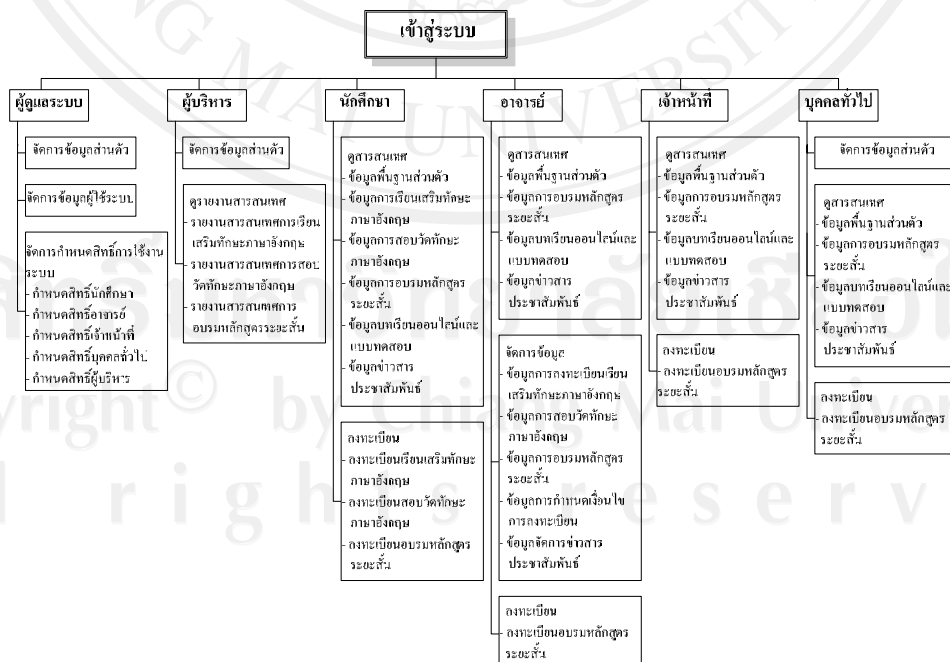 เข้าสู่ระบบ
ผู้ดูแลระบบ
จัดการข้อมูลส่วนตัว
จัดการข้อมูลผู้ใช้ระบบ
จัดการกำหนดสิทธิ์การใช้งาน
ระบบ
- กำหนดสิทธิ์นักศึกษา
- กำหนดสิทธิ์อาจารย์
- กำหนดสิทธิ์เจ้าหน้าที่
- กำหนดสิทธิ์บุคคลทั่วไป
- กำหนดสิทธิ์ผู้บริหาร
ผู้บริหาร
จัดการข้อมูลส่วนตัว
ดูรายงานสารสนเทศ
- รายงานสารสนเทศการเรียน
เสริมทักษะภาษาอังกฤษ
- รายงานสารสนเทศการสอบ
วัดทักษะภาษาอังกฤษ
- รายงานสารสนเทศการ
อบรมหลักสูตรระยะสั้น
นักศึกษา
ดูสารสนเทศ
- ข้อมูลพื้นฐานส่วนตัว
- ข้อมูลการเรียนเสริมทักษะ
ภาษาอังกฤษ
- ข้อมูลการสอบวัดทักษะ
ภาษาอังกฤษ
- ข้อมูลการอบรมหลักสูตร
ระยะสั้น
- ข้อมูลบทเรียนออนไลน์และ
แบบทดสอบ
- ข้อมูลข่าวสาร
ประชาสัมพันธ์
ลงทะเบียน
- ลงทะเบียนเรียนเสริมทักษะ
ภาษาอังกฤษ
- ลงทะเบียนสอบวัดทักษะ
ภาษาอังกฤษ
- ลงทะเบียนอบรมหลักสูตร
ระยะสั้น
อาจารย์
ดูสารสนเทศ
- ข้อมูลพื้นฐานส่วนตัว
- ข้อมูลการอบรมหลักสูตร
ระยะสั้น
- ข้อมูลบทเรียนออนไลน์และ
แบบทดสอบ
- ข้อมูลข่าวสาร
ประชาสัมพันธ์
จัดการข้อมูล
- ข้อมูลการลงทะเบียนเรียน
เสริมทักษะภาษาอังกฤษ
- ข้อมูลการสอบวัดทักษะ
ภาษาอังกฤษ
- ข้อมูลการอบรมหลักสูตร
ระยะสั้น
- ข้อมูลการกำหนดเงื่อนไข
การลงทะเบียน
- ข้อมูลจัดการข่าวสาร
ประชาสัมพันธ์
ลงทะเบียน
- ลงทะเบียนอบรมหลักสูตร
ระยะสั้น
เจ้าหน้าที่
ดูสารสนเทศ
- ข้อมูลพื้นฐานส่วนตัว
- ข้อมูลการอบรมหลักสูตร
ระยะสั้น
- ข้อมูลบทเรียนออนไลน์และ
แบบทดสอบ
- ข้อมูลข่าวสาร
ประชาสัมพันธ์
ลงทะเบียน
- ลงทะเบียนอบรมหลักสูตร
ระยะสั้น
บุคคลทั่วไป
จัดการข้อมูลส่วนตัว
ดูสารสนเทศ
- ข้อมูลพื้นฐานส่วนตัว
- ข้อมูลการอบรมหลักสูตร
ระยะสั้น
- ข้อมูลบทเรียนออนไลน์และ
แบบทดสอบ
- ข้อมูลข่าวสาร
ประชาสัมพันธ์
ลงทะเบียน
- ลงทะเบียนอบรมหลักสูตร
ระยะสั้น
MAI UNIVERSITY
by Chiang Mai
rights